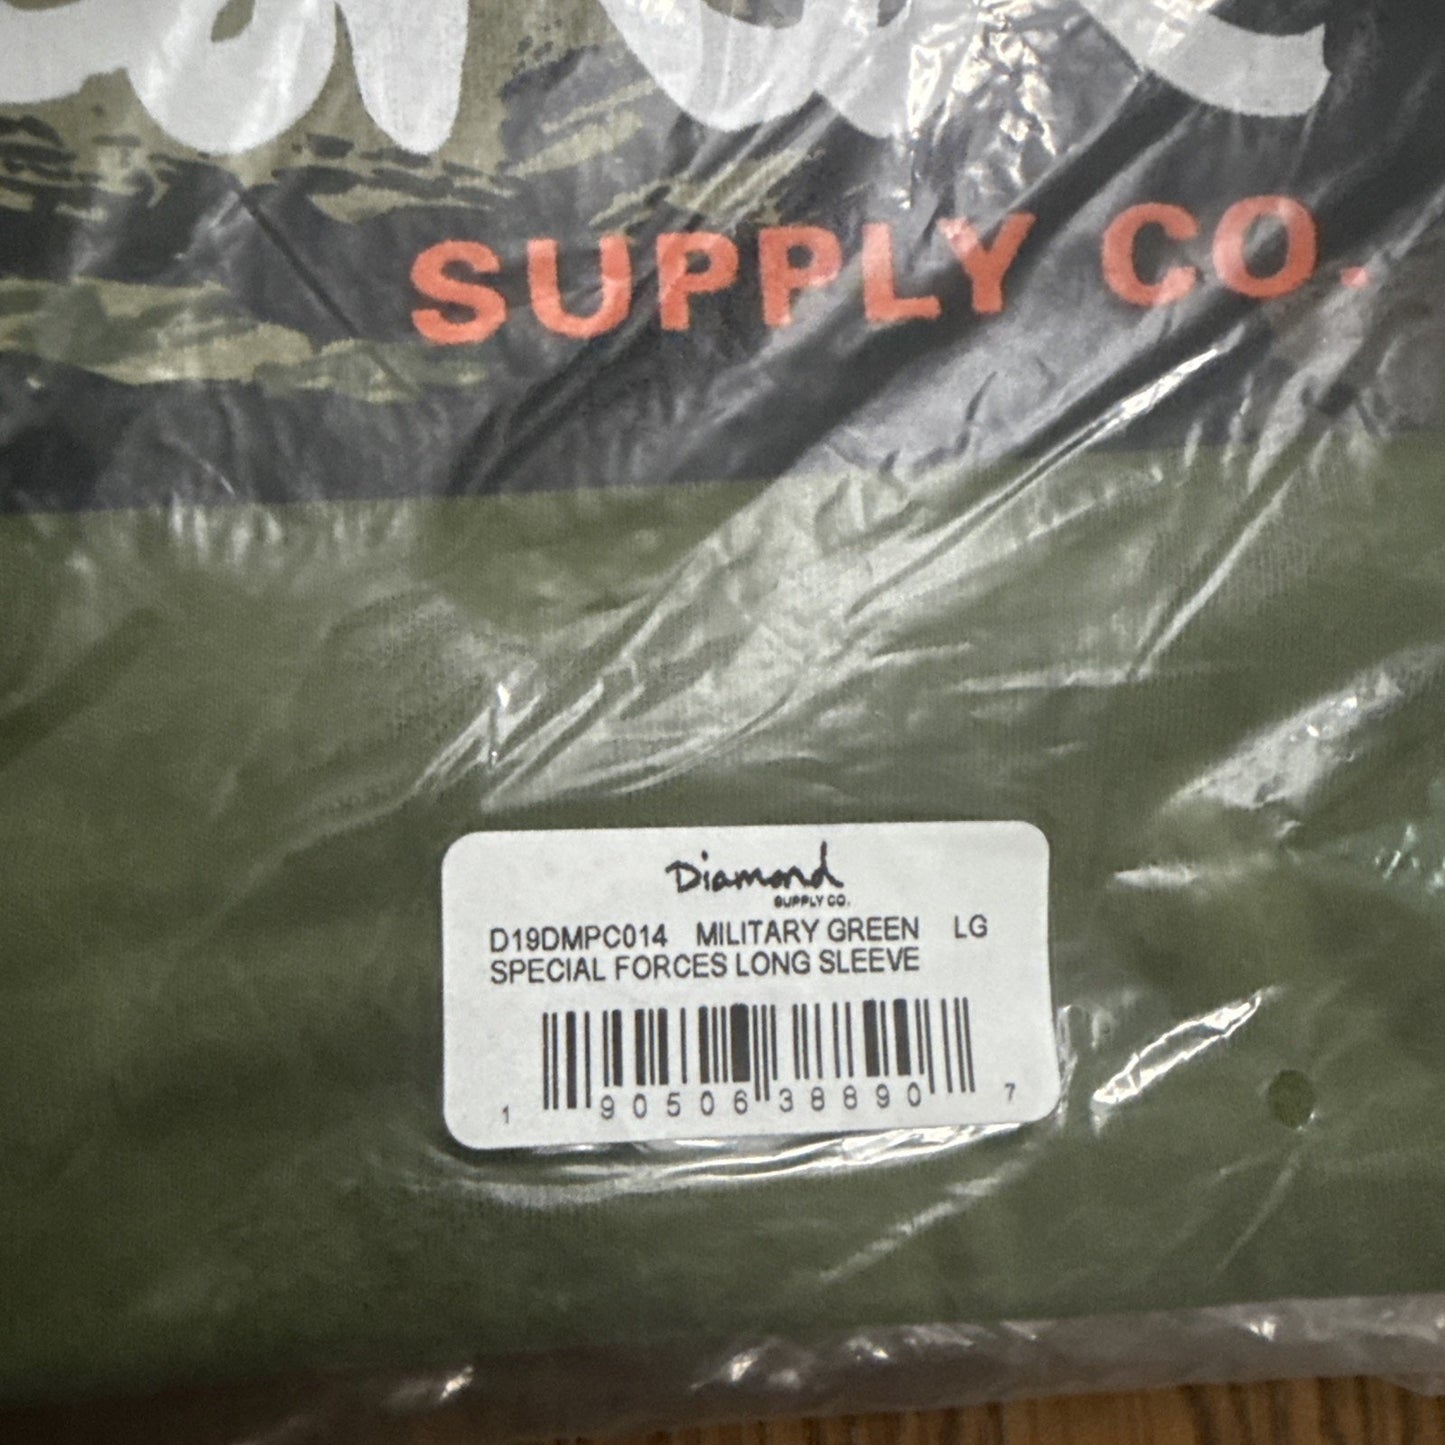 SUPPLY CO.
Diamond
SUPPLY CO.
D19DMPC014 MILITARY GREEN LG
SPECIAL FORCES LONG SLEEVE
1 90506 38890 7